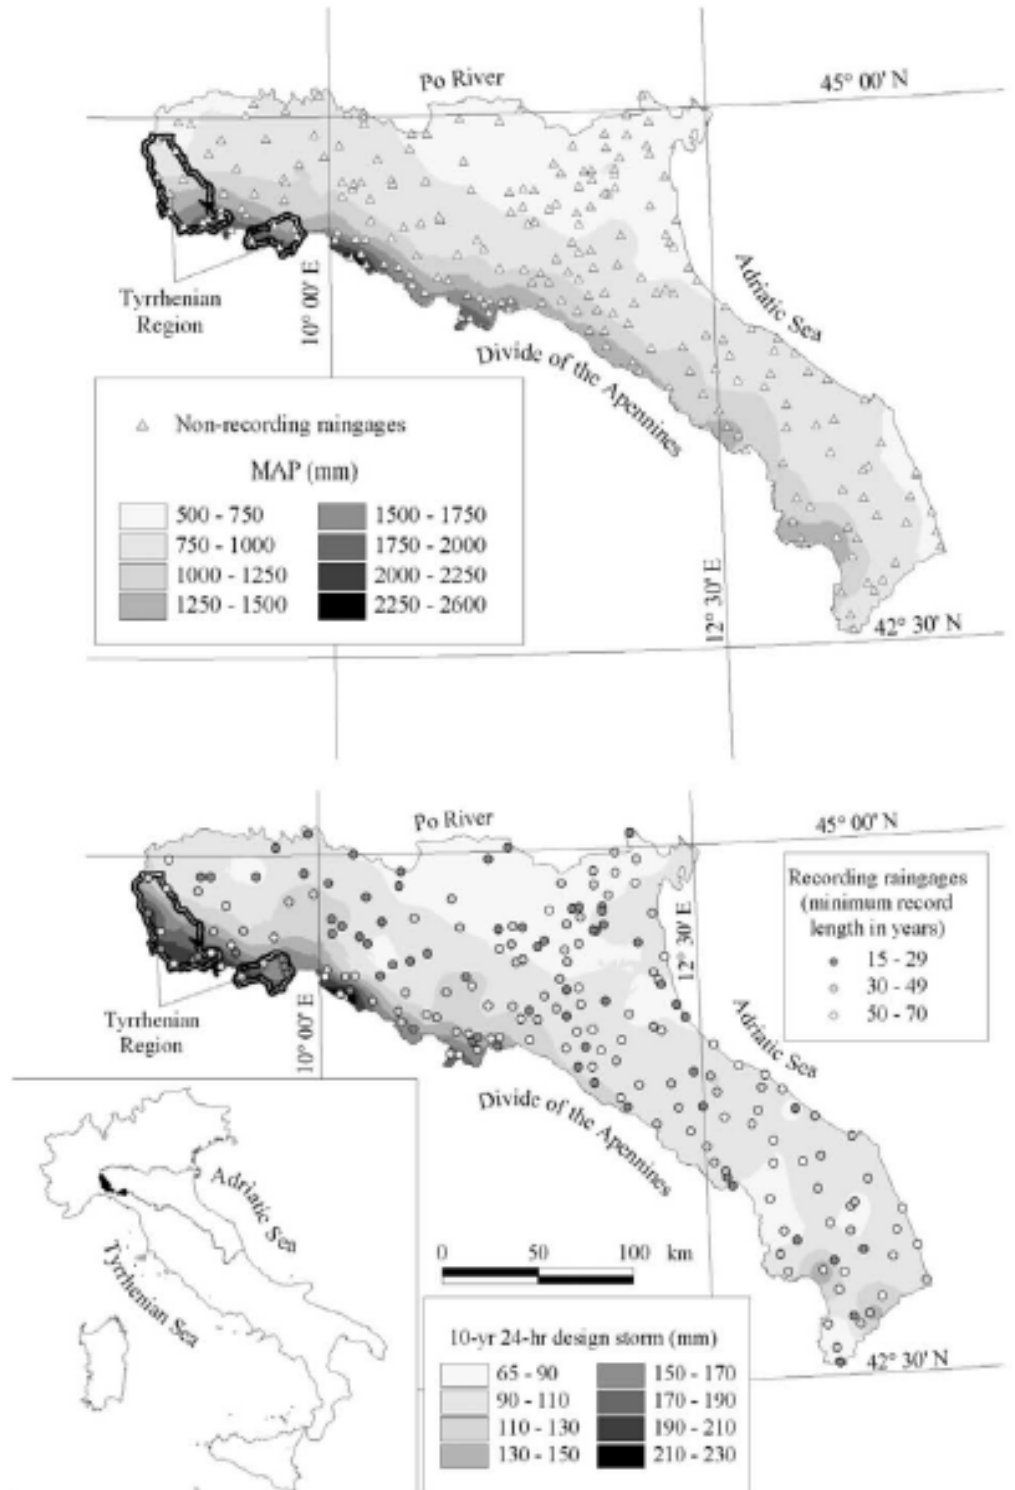 Po River
45° 00' N
Adriatic Sea
Tyrrhenian
Region
10° 00' E
Divide of the Apennines
Non-recording raingages
MAP (mm)
500 - 750
750 - 1000
1000 - 1250
1250 - 1500
1500 - 1750
1750 - 2000
2000 - 2250
2250 - 2600
12° 30' E
42° 30' N
Po River
45° 00' N
Recording raingages
(minimum record
length in years)
15 - 29
30 - 49
50 - 70
12° 30' E
Tyrrhenian
Region
10° 00' E
Adriatic Sea
Divide of the Apennines
Adriatic Sea
Tyrrhenian Sea
0 50 100 km
10-yr 24-hr design storm (mm)
65 - 90
90 - 110
110 - 130
130 - 150
150 - 170
170 - 190
190 - 210
210 - 230
42° 30' N